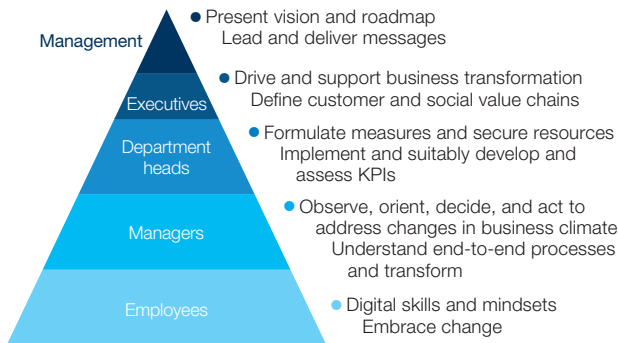 Management
● Present vision and roadmap
Lead and deliver messages
Executives
● Drive and support business transformation
Define customer and social value chains
Department
heads
● Formulate measures and secure resources
Implement and suitably develop and
assess KPIs
Managers
● Observe, orient, decide, and act to
address changes in business climate
Understand end-to-end processes
and transform
Employees
● Digital skills and mindsets
Embrace change